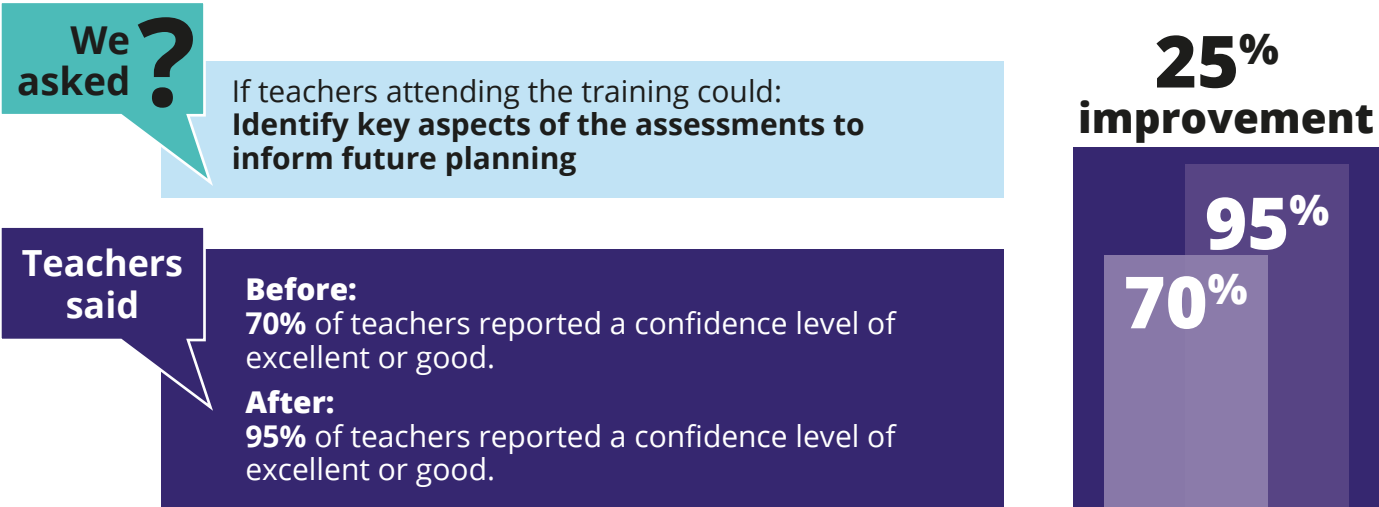 We
asked ?
If teachers attending the training could:
Identify key aspects of the assessments to
inform future planning
Teachers
said
Before:
70% of teachers reported a confidence level of
excellent or good.
After:
95% of teachers reported a confidence level of
excellent or good.
25%
improvement
95%
70%